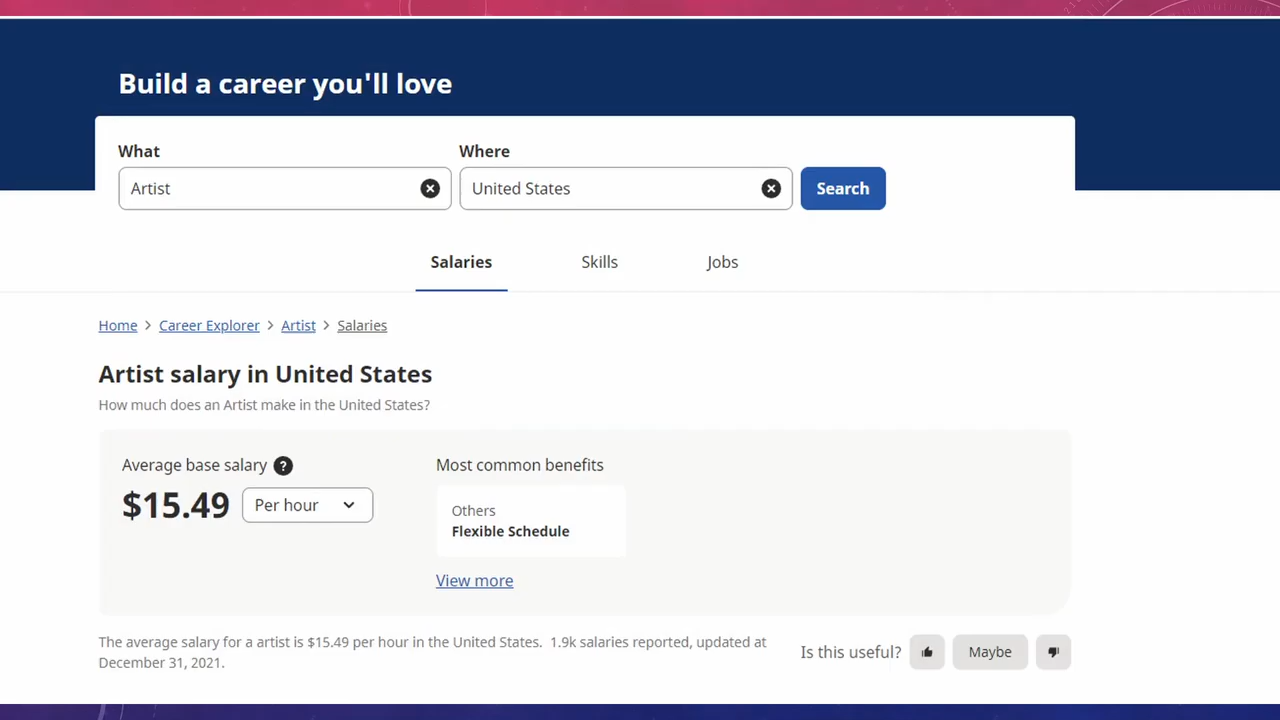 Build a career you'll love
What
Where
Artist
United States
Search
Salaries
Skills
Jobs
Home > Career Explorer > Artist > Salaries
Artist salary in United States
How much does an Artist make in the United States?
Average base salary ?
$15.49 Per hour
Most common benefits
Others
Flexible Schedule
View more
The average salary for a artist is $15.49 per hour in the United States.  1.9k salaries reported, updated at
December 31, 2021.
Is this useful?
Maybe